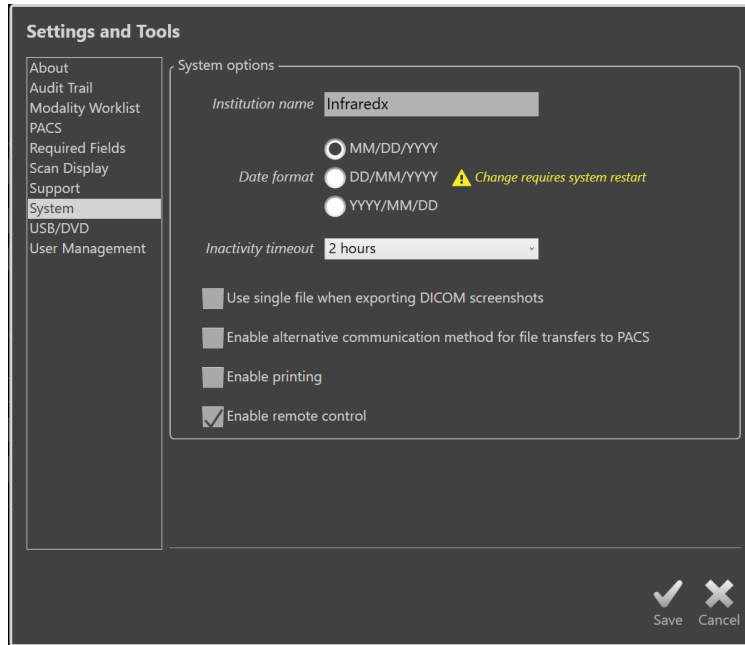 Settings and Tools
About
Audit Trail
Modality Worklist
PACS
Required Fields
Scan Display
Support
System
USB/DVD
User Management
System options
Institution name Infraredx
MM/DD/YYYY
Date format DD/MM/YYYY Change requires system restart
YYYY/MM/DD
Inactivity timeout 2 hours
Use single file when exporting DICOM screenshots
Enable alternative communication method for file transfers to PACS
Enable printing
Enable remote control
Save Cancel